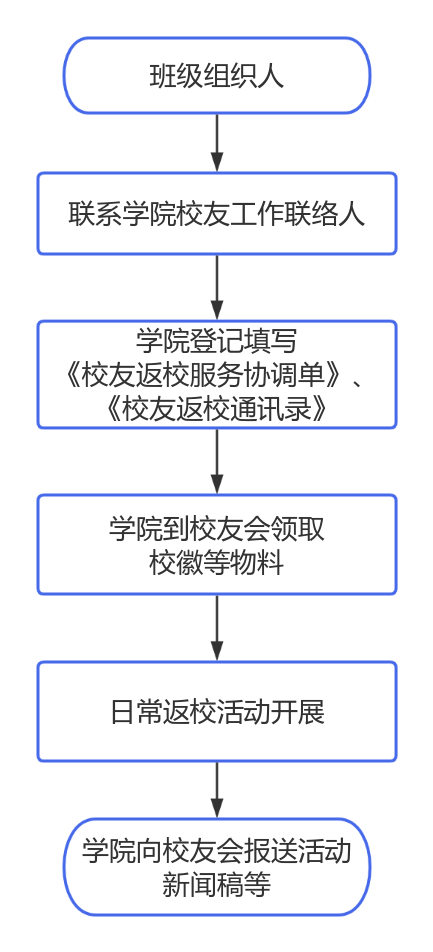 班级组织人
联系学院校友工作联络人
学院登记填写
《校友返校服务协调单》、
《校友返校通讯录》
学院到校友会领取
校徽等物料
日常返校活动开展
学院向校友会报送活动
新闻稿等